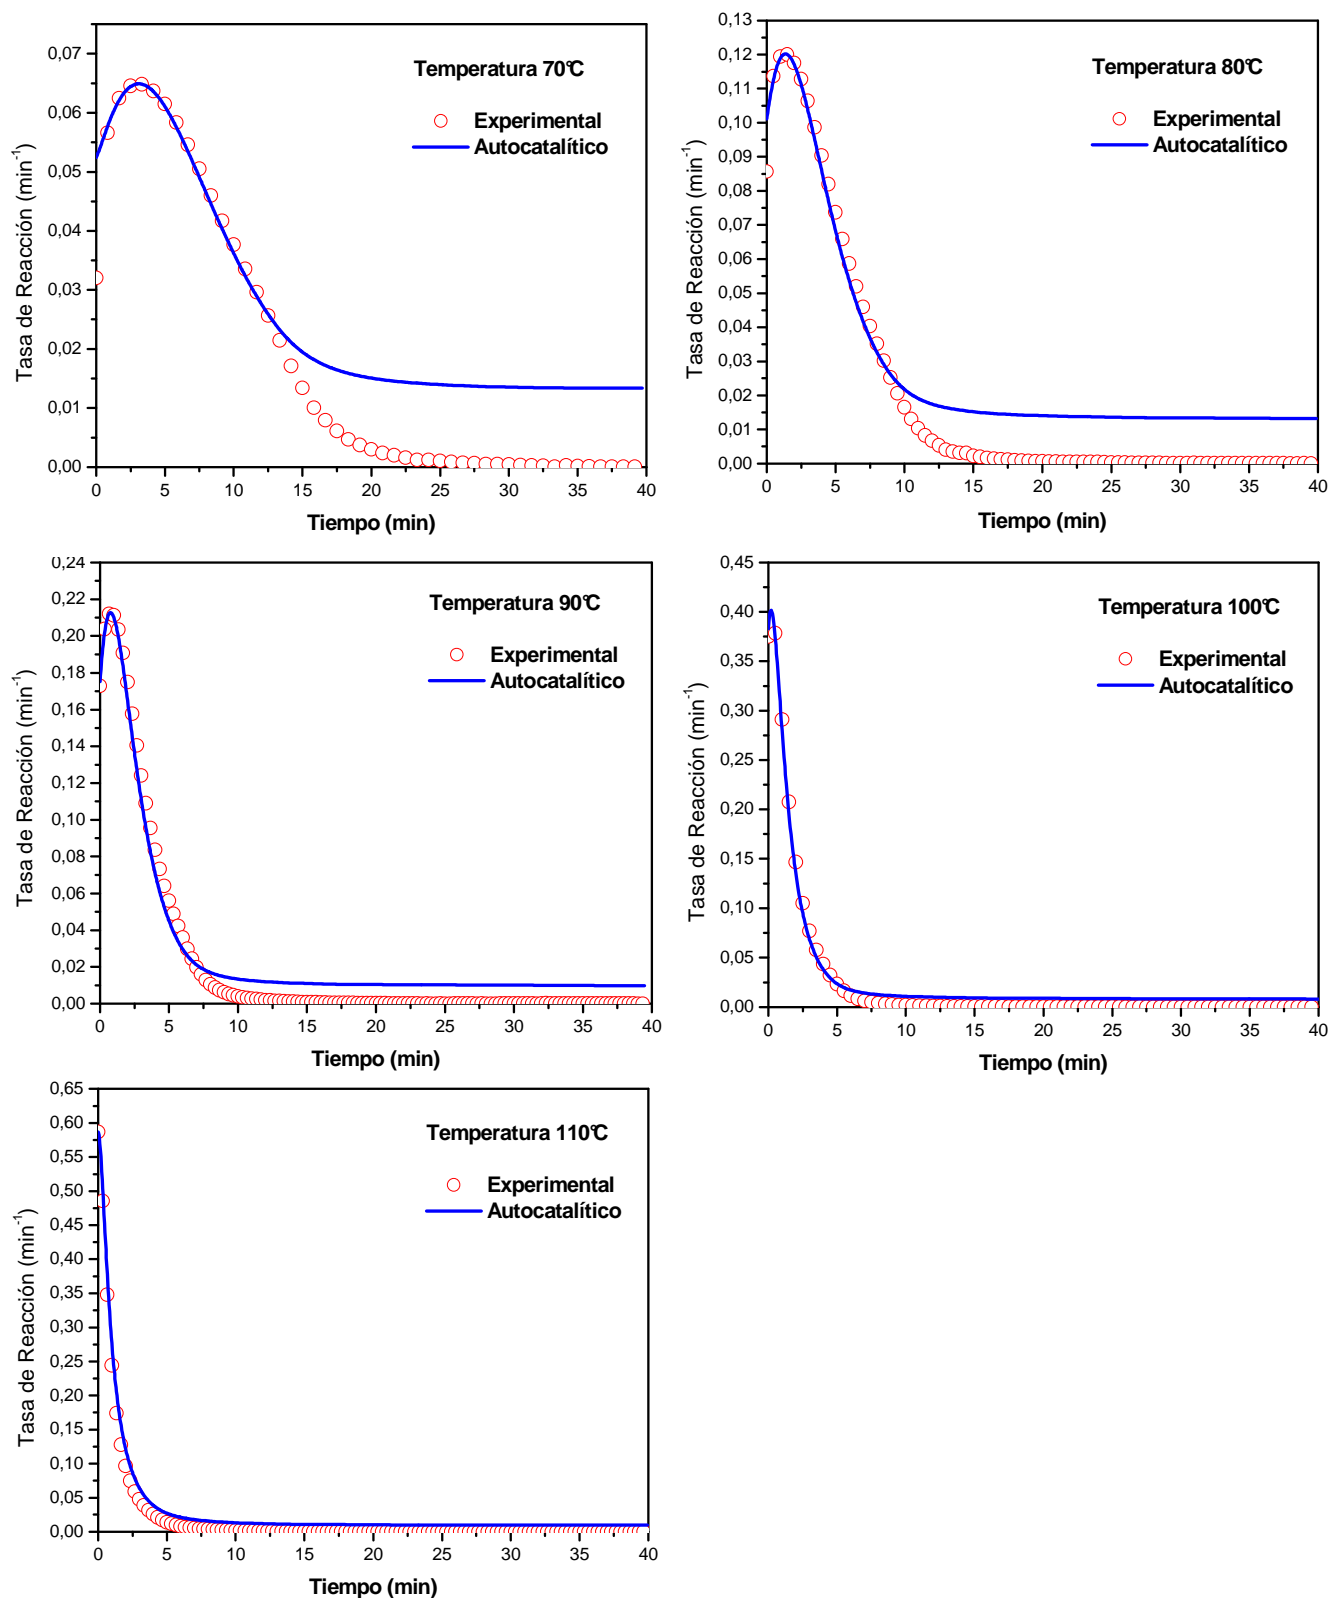 Temperatura 70°C
Experimental
Autocatalítico
Tasa de Reacción (min-1)
0,07
0,06
0,05
0,04
0,03
0,02
0,01
0,00
0 5 10 15 20 25 30 35 40
Tiempo (min)
Temperatura 80°C
Experimental
Autocatalítico
Tasa de Reacción (min-1)
0,13
0,12
0,11
0,10
0,09
0,08
0,07
0,06
0,05
0,04
0,03
0,02
0,01
0,00
0 5 10 15 20 25 30 35 40
Tiempo (min)
Temperatura 90°C
Experimental
Autocatalítico
Tasa de Reacción (min-1)
0,24
0,22
0,20
0,18
0,16
0,14
0,12
0,10
0,08
0,06
0,04
0,02
0,00
0 5 10 15 20 25 30 35 40
Tiempo (min)
Temperatura 100°C
Experimental
Autocatalítico
Tasa de Reacción (min-1)
0,45
0,40
0,35
0,30
0,25
0,20
0,15
0,10
0,05
0,00
0 5 10 15 20 25 30 35 40
Tiempo (min)
Temperatura 110°C
Experimental
Autocatalítico
Tasa de Reacción (min-1)
0,65
0,60
0,55
0,50
0,45
0,40
0,35
0,30
0,25
0,20
0,15
0,10
0,05
0,00
0 5 10 15 20 25 30 35 40
Tiempo (min)